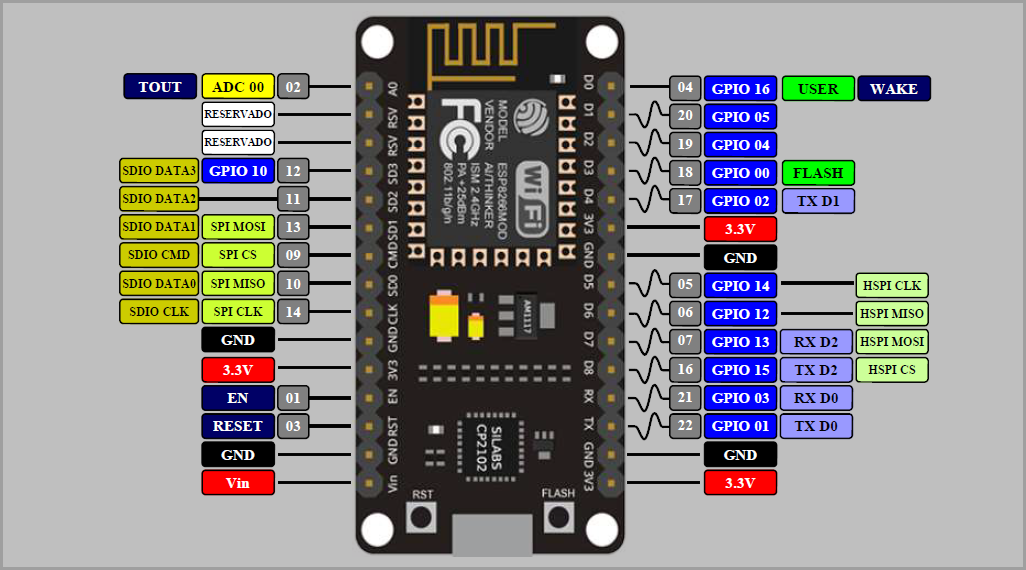 TOUT ADC 00 02 A0 D0 04 GPIO 16 USER WAKE
RESERVADO RSV D1 20 GPIO 05
RESERVADO RSV D2 19 GPIO 04
SDIO DATA3 GPIO 10 12 SD3 D3 18 GPIO 00 FLASH
SDIO DATA2 11 SD2 D4 17 GPIO 02 TX D1
SDIO DATA1 SPI MOSI 13 SD1 3V3 3.3V
SDIO CMD SPI CS 09 CMD GND GND
SDIO DATA0 SPI MISO 10 SD0 D5 05 GPIO 14 HSPI CLK
SDIO CLK SPI CLK 14 CLK D6 06 GPIO 12 HSPI MISO
GND GND D7 07 GPIO 13 RX D2 HSPI MOSI
3.3V 3V3 D8 16 GPIO 15 TX D2 HSPI CS
EN 01 EN RX 21 GPIO 03 RX D0
RESET 03 RST TX 22 GPIO 01 TX D0
GND GND GND GND
Vin Vin 3V3 3.3V
MODEL ESP8266MOD
VENDOR AI/THINKER
ISM 2.4GHz
PA +25dBm
802.11b/g/n
FC
WiFi
AM1117
SILABS
CP2102
RST
FLASH